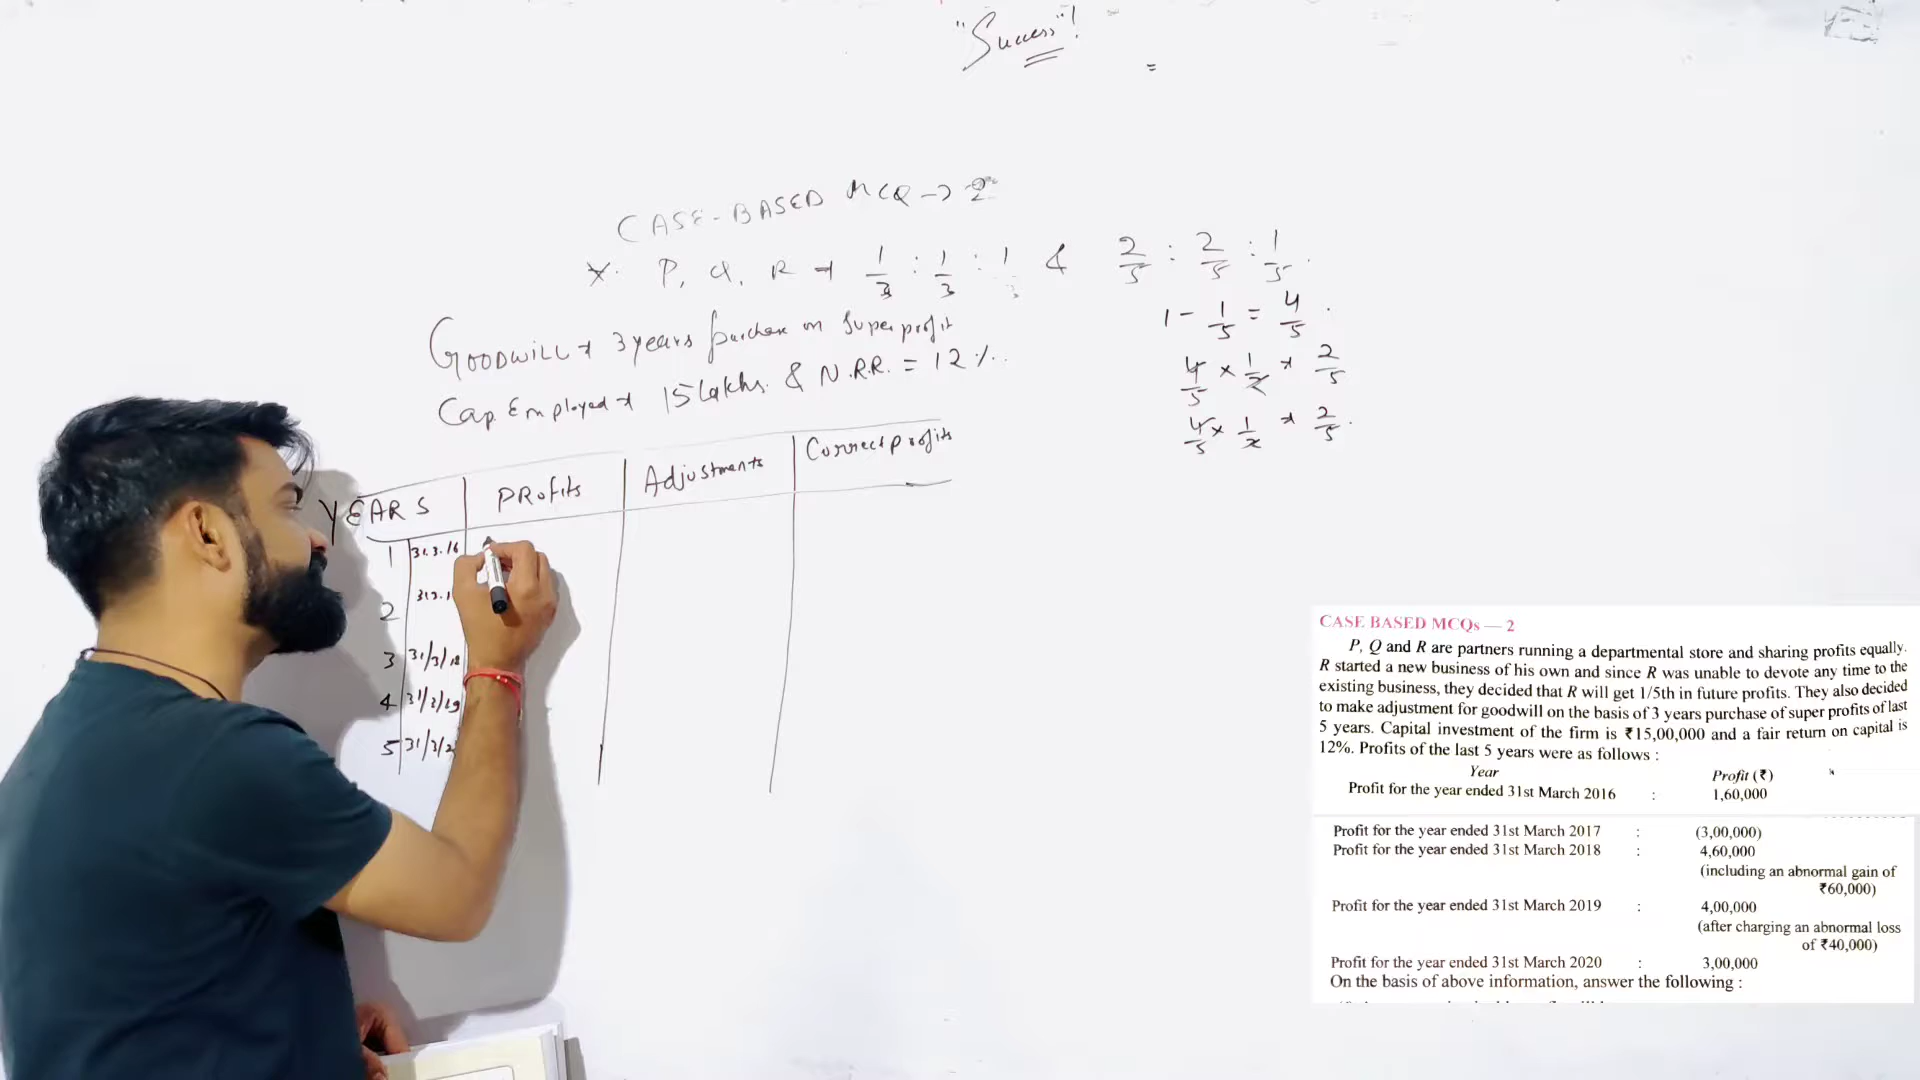 "Success"!
=
CASE-BASED MCQ → 2
* P, Q, R → 1/3 : 1/3 : 1/3 & 2/5 : 2/5 : 1/5.
1 - 1/5 = 4/5.
4/5 × 1/2 → 2/5
4/5 × 1/2 → 2/5.
GOODWILL → 3 years purchase on super profit
Cap. Employed → 15 Lakhs. & N.R.R. = 12%.
YEARS PROFits Adjustments Correct profits
1 31.3.16
2 31.3.1
3 31/3/18
4 31/3/19
5 31/3/2
CASE BASED MCQs — 2
P, Q and R are partners running a departmental store and sharing profits equally.
R started a new business of his own and since R was unable to devote any time to the
existing business, they decided that R will get 1/5th in future profits. They also decided
to make adjustment for goodwill on the basis of 3 years purchase of super profits of last
5 years. Capital investment of the firm is ₹15,00,000 and a fair return on capital is
12%. Profits of the last 5 years were as follows :
Year Profit (₹)
Profit for the year ended 31st March 2016 : 1,60,000
Profit for the year ended 31st March 2017 : (3,00,000)
Profit for the year ended 31st March 2018 : 4,60,000
(including an abnormal gain of
₹60,000)
Profit for the year ended 31st March 2019 : 4,00,000
(after charging an abnormal loss
of ₹40,000)
Profit for the year ended 31st March 2020 : 3,00,000
On the basis of above information, answer the following :